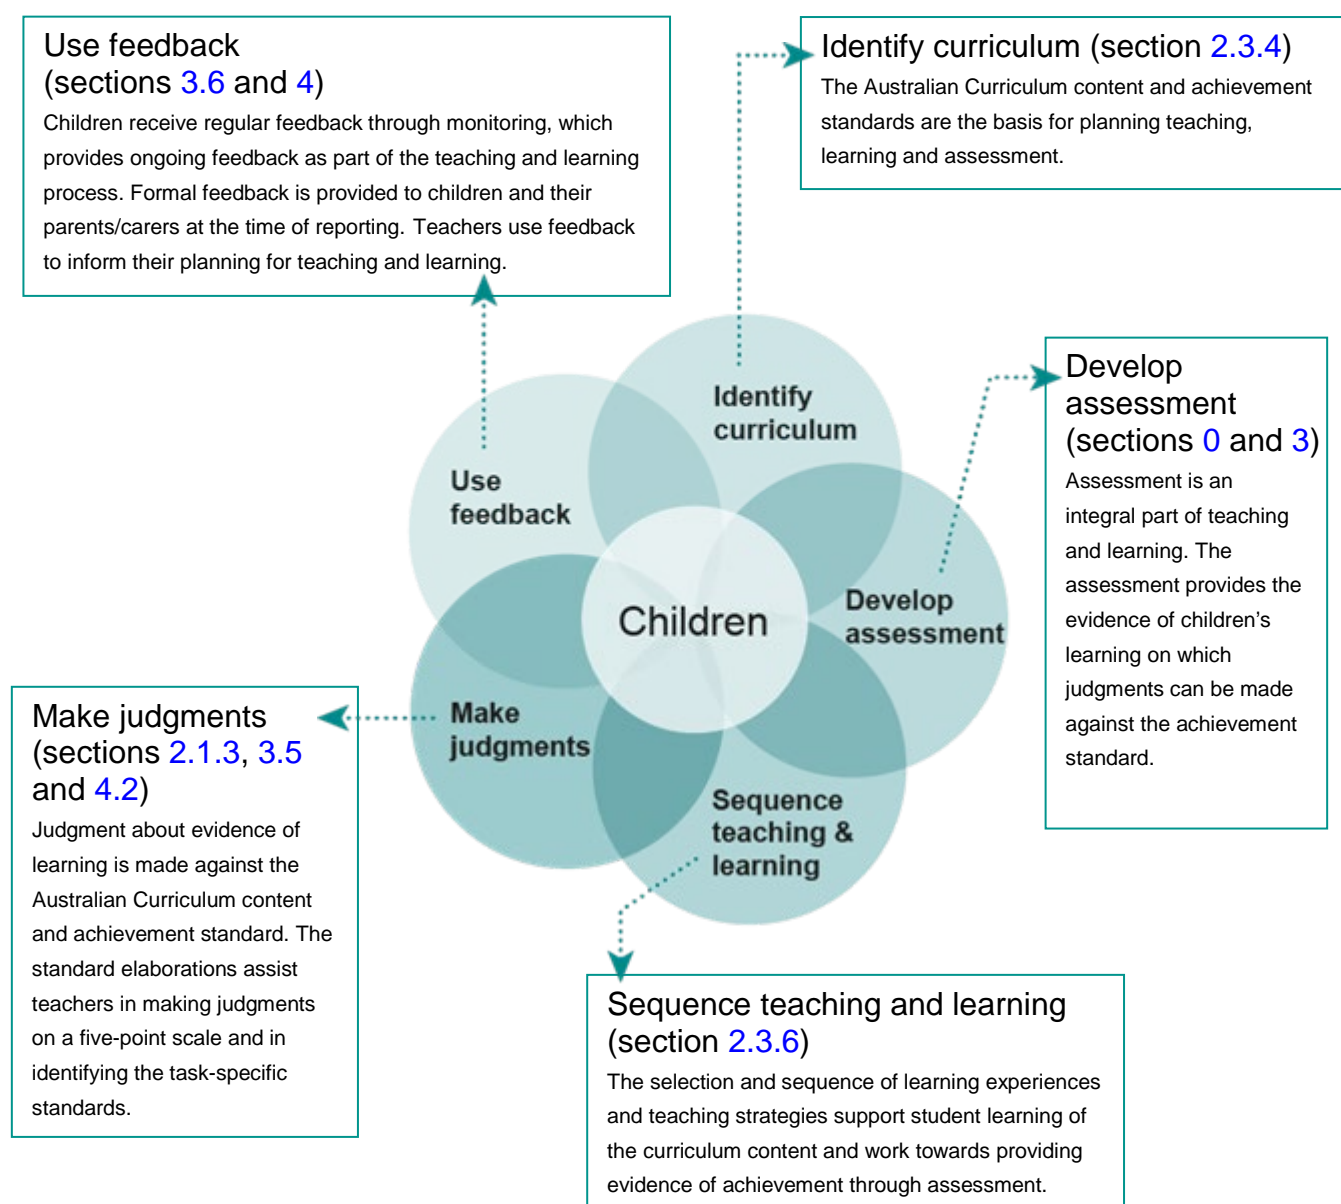 Use feedback
(sections 3.6 and 4)
Children receive regular feedback through monitoring, which
provides ongoing feedback as part of the teaching and learning
process. Formal feedback is provided to children and their
parents/carers at the time of reporting. Teachers use feedback
to inform their planning for teaching and learning.
Identify curriculum (section 2.3.4)
The Australian Curriculum content and achievement
standards are the basis for planning teaching,
learning and assessment.
Develop
assessment
(sections 0 and 3)
Assessment is an
integral part of teaching
and learning. The
assessment provides the
evidence of children’s
learning on which
judgments can be made
against the achievement
standard.
Identify
curriculum
Use
feedback
Children
Develop
assessment
Make
judgments
Sequence
teaching &
learning
Make judgments
(sections 2.1.3, 3.5
and 4.2)
Judgment about evidence of
learning is made against the
Australian Curriculum content
and achievement standard. The
standard elaborations assist
teachers in making judgments
on a five-point scale and in
identifying the task-specific
standards.
Sequence teaching and learning
(section 2.3.6)
The selection and sequence of learning experiences
and teaching strategies support student learning of
the curriculum content and work towards providing
evidence of achievement through assessment.